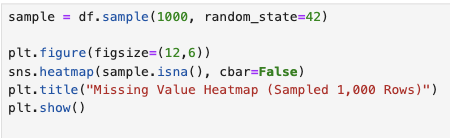 sample = df.sample(1000, random_state=42)
plt.figure(figsize=(12,6))
sns.heatmap(sample.isna(), cbar=False)
plt.title("Missing Value Heatmap (Sampled 1,000 Rows)")
plt.show()